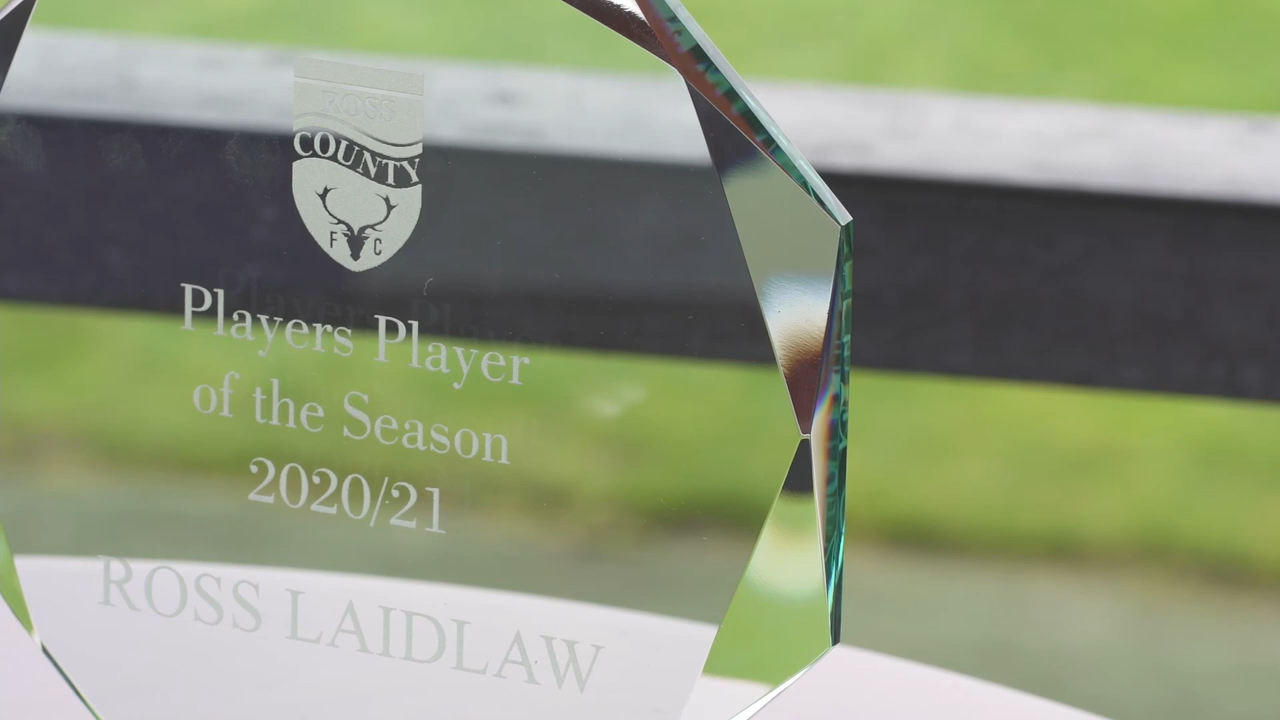 ROSS
COUNTY
F C
Players Player
of the Season
2020/21
ROSS LAIDLAW